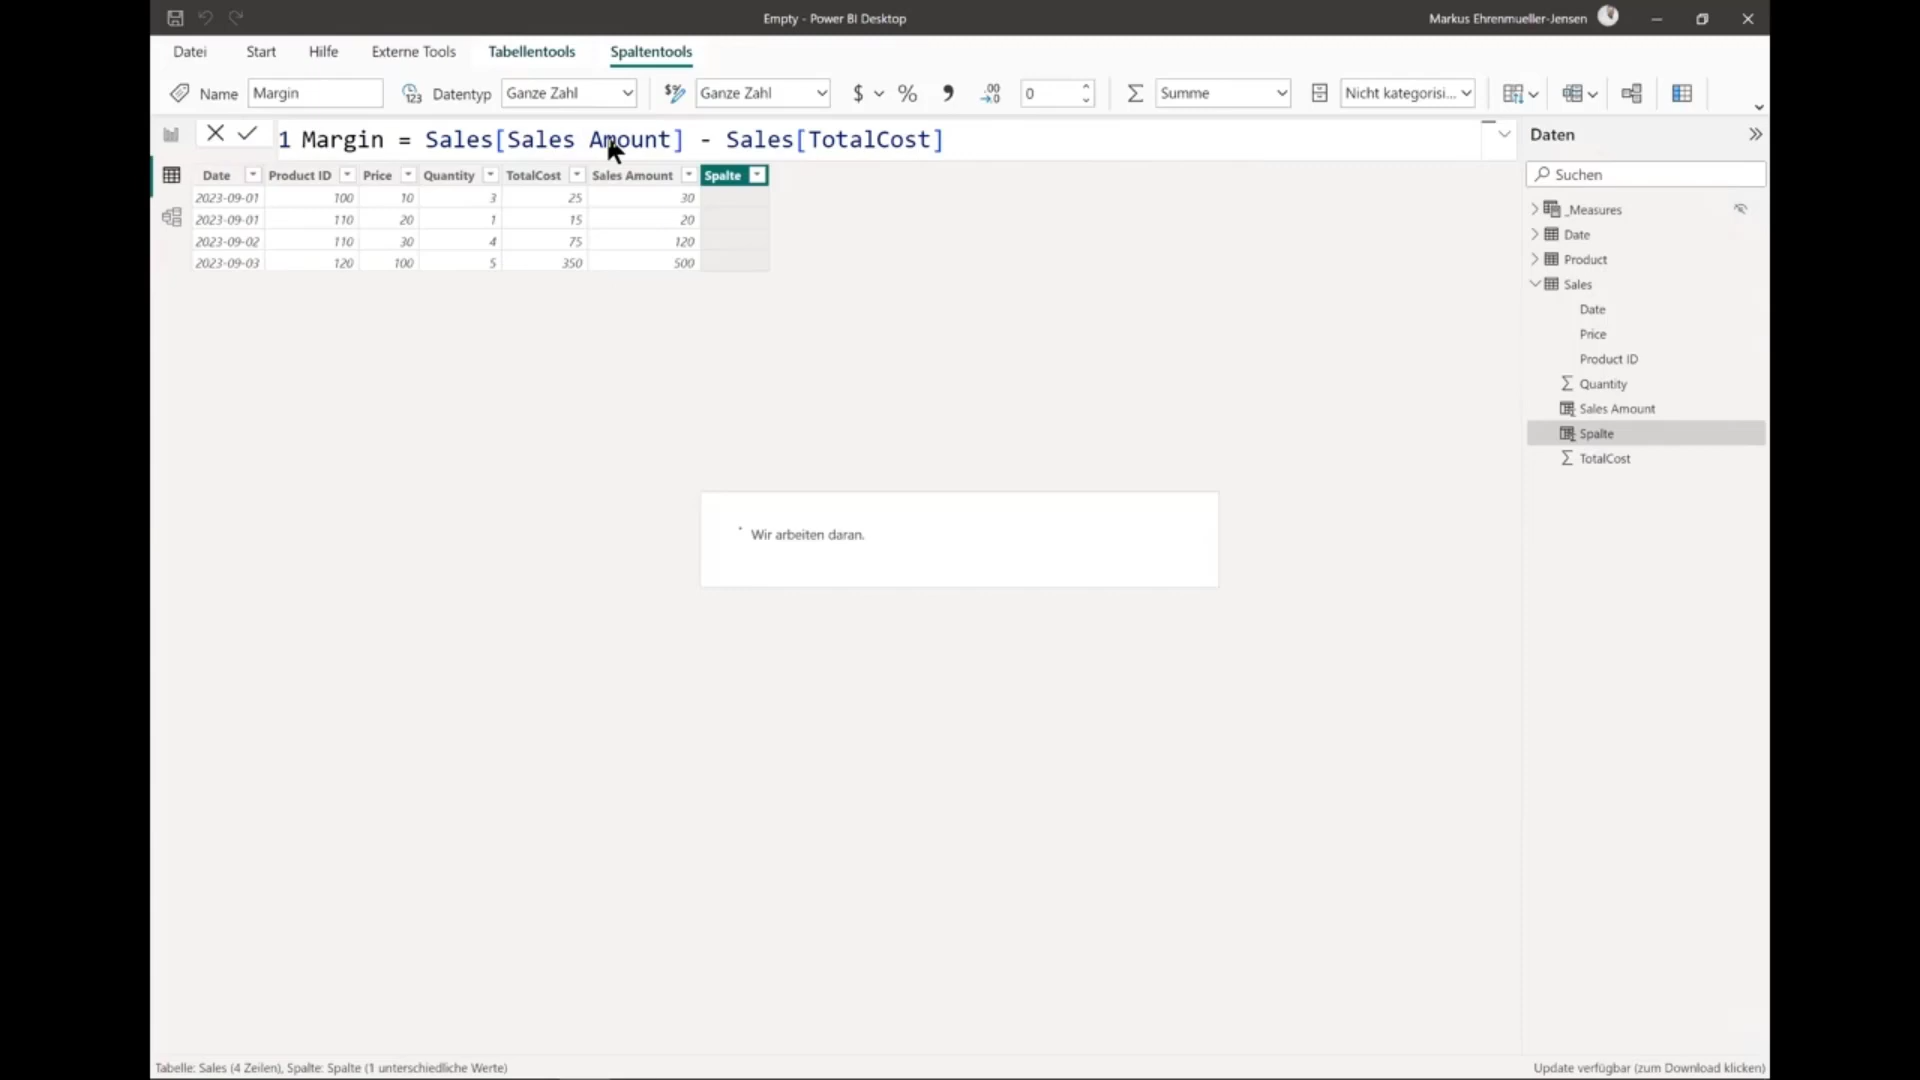 Empty - Power BI Desktop
Markus Ehrenmueller-Jensen
Datei Start Hilfe Externe Tools Tabellentools Spaltentools
Name Margin Datentyp Ganze Zahl Ganze Zahl $ % 0 Summe Nicht kategorisi...
1 Margin = Sales[Sales Amount] - Sales[TotalCost]
Date Product ID Price Quantity TotalCost Sales Amount Spalte
2023-09-01 100 10 3 25 30
2023-09-01 110 20 1 15 20
2023-09-02 110 30 4 75 120
2023-09-03 120 100 5 350 500
Wir arbeiten daran.
Daten
Suchen
_Measures
Date
Product
Sales
Date
Price
Product ID
Quantity
Sales Amount
Spalte
TotalCost
Tabelle: Sales (4 Zeilen), Spalte: Spalte (1 unterschiedliche Werte)
Update verfügbar (zum Download klicken)